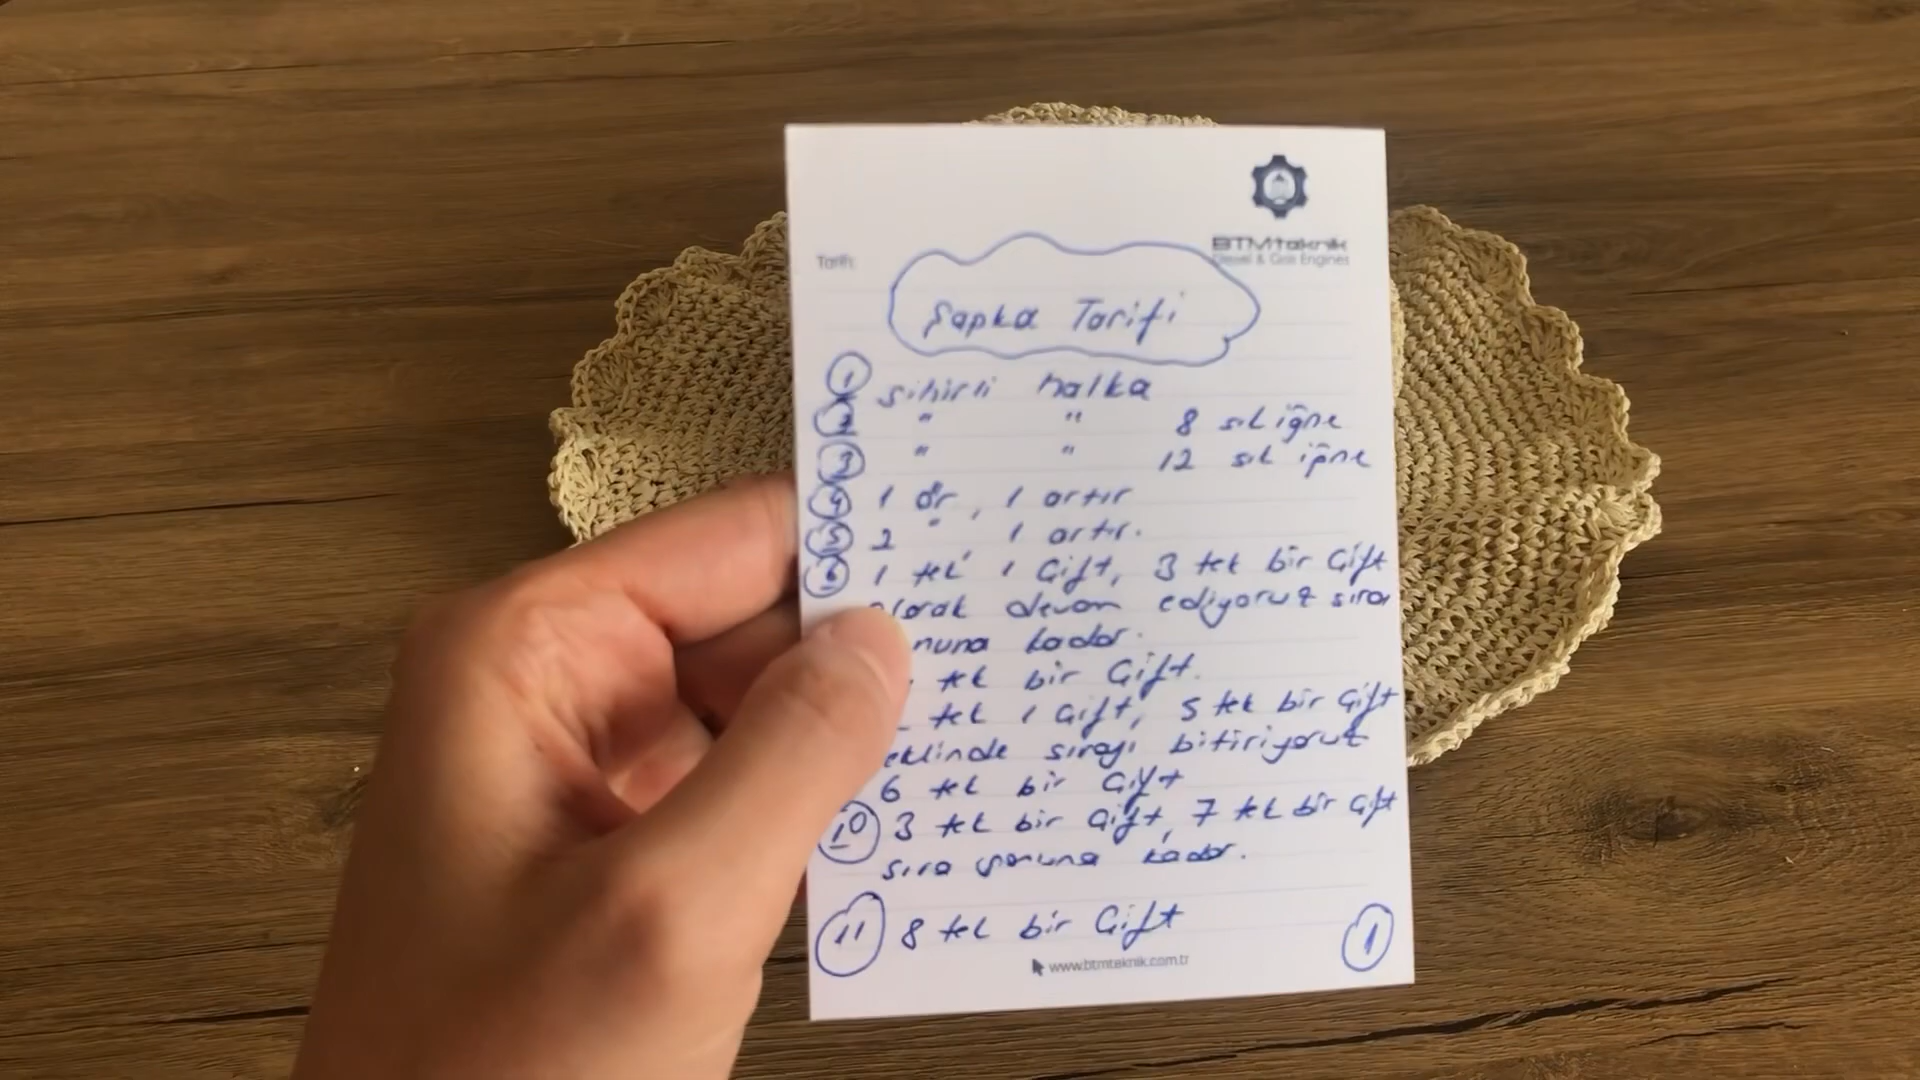 BTMteknik
Diesel & Gas Engines
Tarih:
Şapka Tarifi
1 sihirli halka
2 " " 8 sık iğne
3 " " 12 sık iğne
4 1 ör, 1 artır
5 2 " 1 artır.
6 1 tek 1 Çift, 3 tek bir Çift
olarak devam ediyoruz sıra
nuna kadar.
tek bir Çift.
tek 1 Çift, 5 tek bir Çift
eklinde sırayı bitiriyoruz
6 tek bir Çift
10 3 tek bir Çift, 7 tek bir Çift
sıra sonuna kadar.
11 8 tek bir Çift
1
www.btmteknik.com.tr